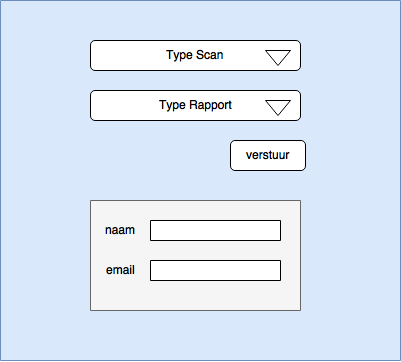 Type Scan
Type Rapport
verstuur
naam
email